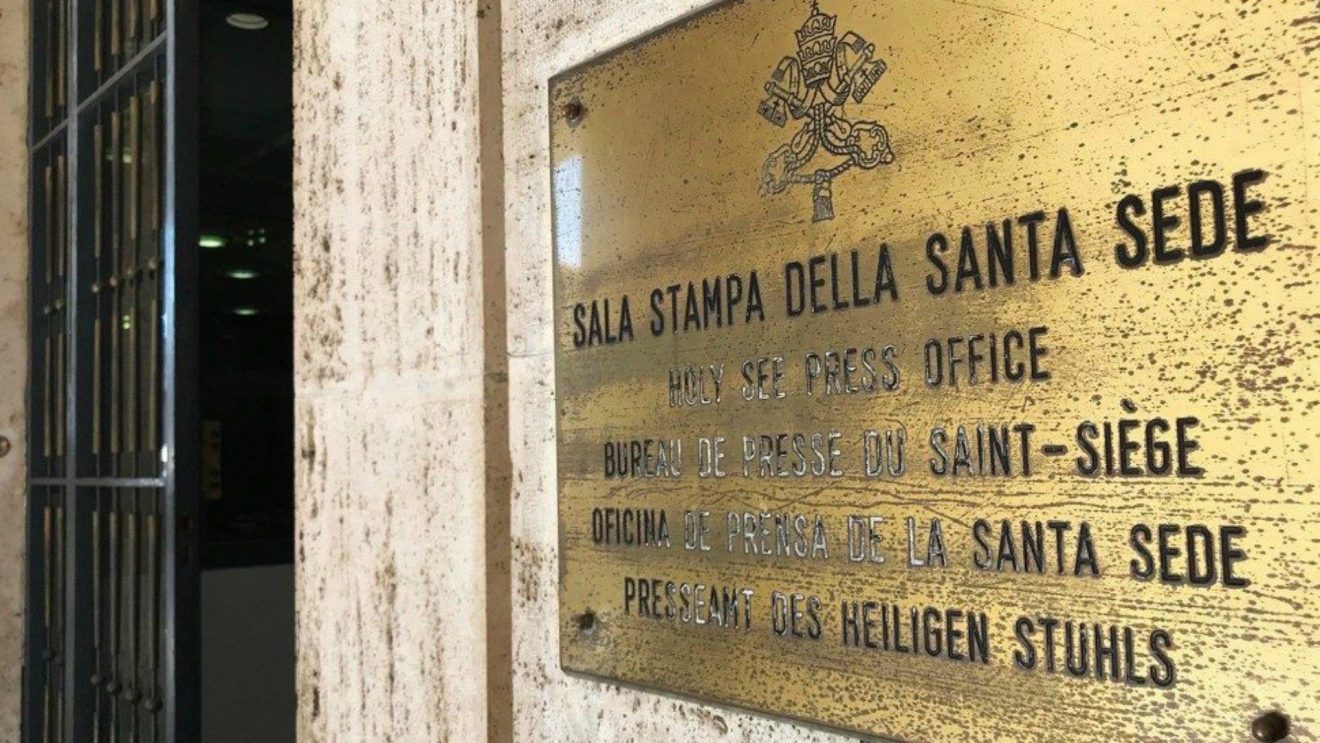 SALA STAMPA DELLA SANTA SEDE
HOLY SEE PRESS OFFICE
BUREAU DE PRESSE DU SAINT-SIÈGE
OFICINA DE PRENSA DE LA SANTA SEDE
PRESSEAMT DES HEILIGEN STUHLS